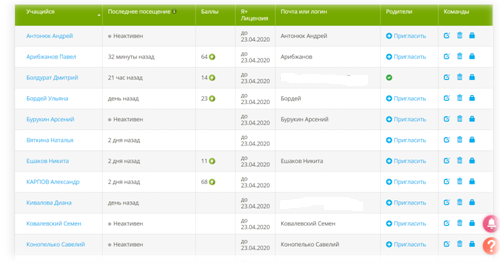 Учащийся Последнее посещение Баллы Я+ Лицензия Почта или логин Родители Команды
Антонюк Андрей Неактивен до 23.04.2020 Антонюк Андрей Пригласить
Арибжанов Павел 32 минуты назад 64 до 23.04.2020 Арибжанов Пригласить
Болдурат Дмитрий 21 час назад 14 до 23.04.2020
Бордей Ульяна день назад 23 до 23.04.2020 Бордей Пригласить
Бурукин Арсений Неактивен до 23.04.2020 Бурукин Арсений Пригласить
Вяткина Наталья 2 дня назад до 23.04.2020 Пригласить
Ешаков Никита 2 дня назад 11 до 23.04.2020 Ешаков Никита Пригласить
КАРПОВ Александр 2 дня назад 68 до 23.04.2020 Пригласить
Кивалова Диана день назад до 23.04.2020 Пригласить
Ковалевский Семен Неактивен до 23.04.2020 Ковалевский Семен Пригласить
Конопелько Савелий Неактивен до 23.04.2020 Конопелько Савелий Пригласить